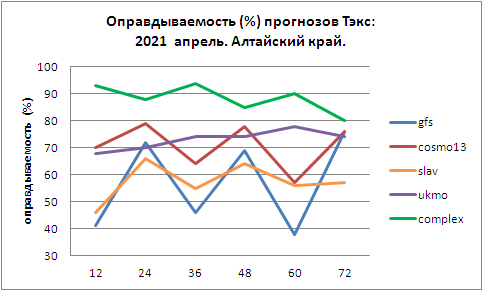 Оправдываемость (%) прогнозов Тэкс:
2021 апрель. Алтайский край.
оправдываемость (%)
100
90
80
70
60
50
40
30
12 24 36 48 60 72
gfs
cosmo13
slav
ukmo
complex